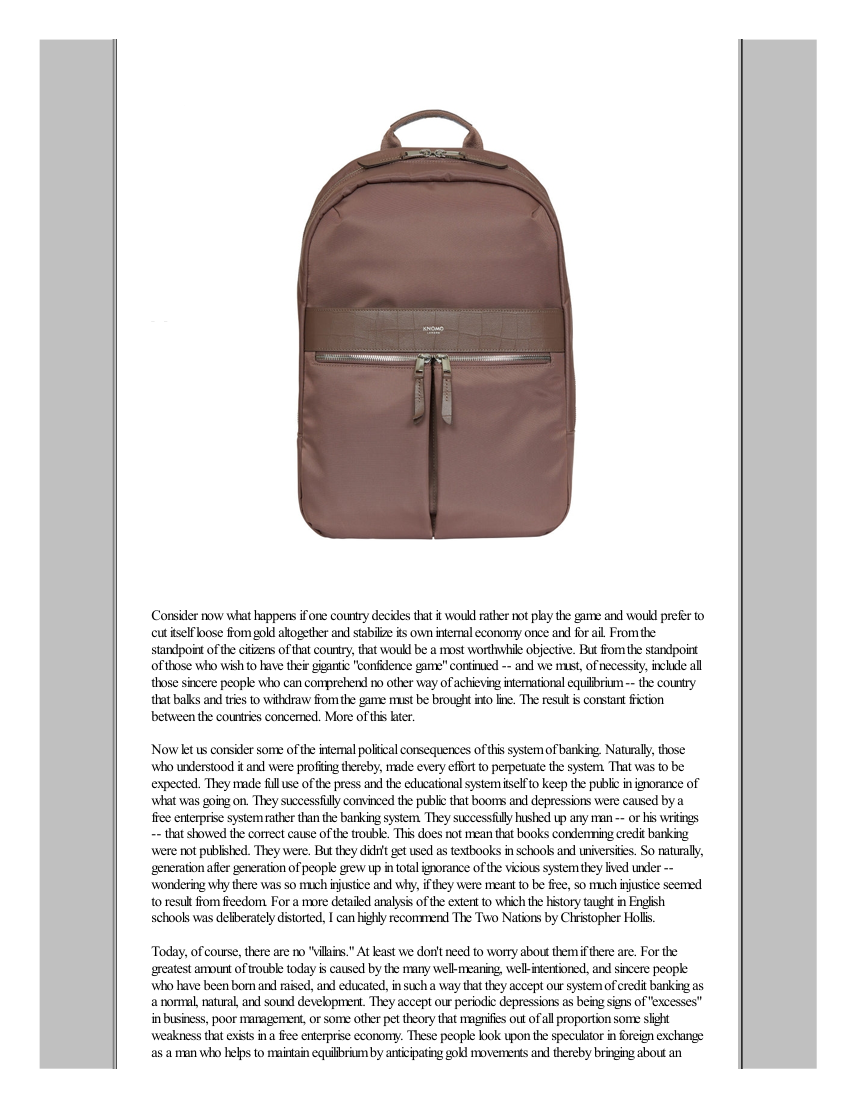 KNOMO
LONDON
Consider now what happens if one country decides that it would rather not play the game and would prefer to
cut itself loose from gold altogether and stabilize its own internal economy once and for ail. From the
standpoint of the citizens of that country, that would be a most worthwhile objective. But from the standpoint
of those who wish to have their gigantic "confidence game" continued -- and we must, of necessity, include all
those sincere people who can comprehend no other way of achieving international equilibrium -- the country
that balks and tries to withdraw from the game must be brought into line. The result is constant friction
between the countries concerned. More of this later.
Now let us consider some of the internal political consequences of this system of banking. Naturally, those
who understood it and were profiting thereby, made every effort to perpetuate the system. That was to be
expected. They made full use of the press and the educational system itself to keep the public in ignorance of
what was going on. They successfully convinced the public that booms and depressions were caused by a
free enterprise system rather than the banking system. They successfully hushed up any man -- or his writings
-- that showed the correct cause of the trouble. This does not mean that books condemning credit banking
were not published. They were. But they didn't get used as textbooks in schools and universities. So naturally,
generation after generation of people grew up in total ignorance of the vicious system they lived under --
wondering why there was so much injustice and why, if they were meant to be free, so much injustice seemed
to result from freedom. For a more detailed analysis of the extent to which the history taught in English
schools was deliberately distorted, I can highly recommend The Two Nations by Christopher Hollis.
Today, of course, there are no "villains." At least we don't need to worry about them if there are. For the
greatest amount of trouble today is caused by the many well-meaning, well-intentioned, and sincere people
who have been born and raised, and educated, in such a way that they accept our system of credit banking as
a normal, natural, and sound development. They accept our periodic depressions as being signs of "excesses"
in business, poor management, or some other pet theory that magnifies out of all proportion some slight
weakness that exists in a free enterprise economy. These people look upon the speculator in foreign exchange
as a man who helps to maintain equilibrium by anticipating gold movements and thereby bringing about an